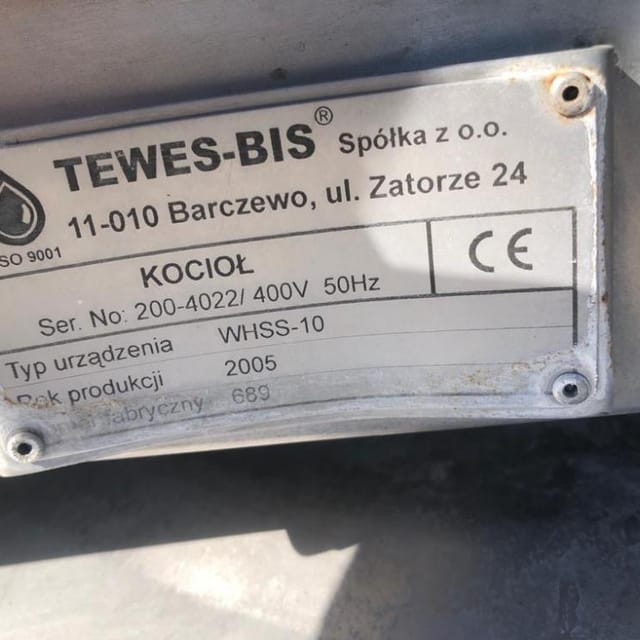 TEWES-BIS® Spółka z o.o.
11-010 Barczewo, ul. Zatorze 24
ISO 9001
KOCIOŁ
CE
Ser. No: 200-4022/ 400V 50Hz
Typ urządzenia WHSS-10
Rok produkcji 2005
fabryczny 689